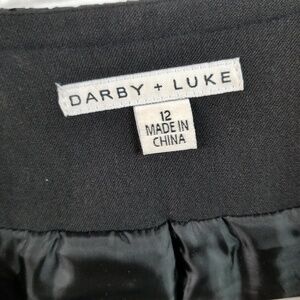 DARBY + LUKE
12
MADE IN
CHINA